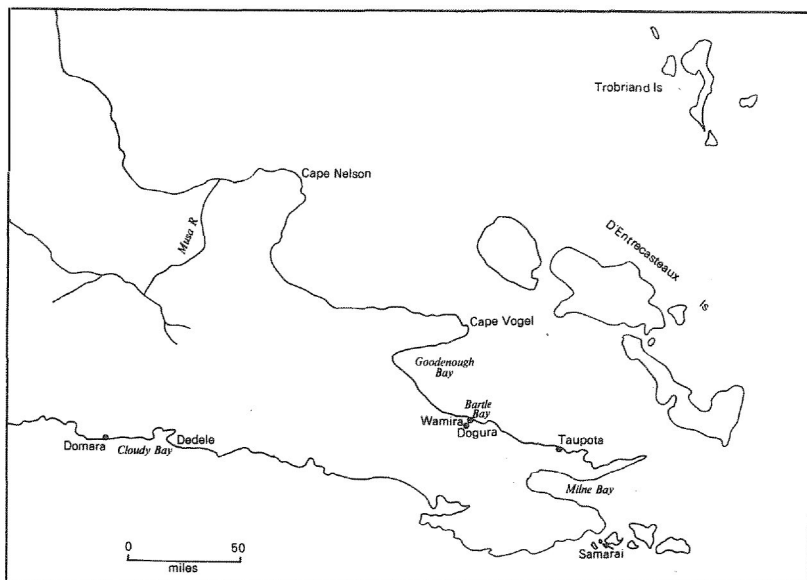 Trobriand Is
Cape Nelson
Musa R
D'Entrecasteaux
Is
Cape Vogel
Goodenough
Bay
Bartle
Bay
Wamira
Dogura
Taupota
Domara
Cloudy Bay
Dedele
Milne Bay
Samarai
0 50
miles